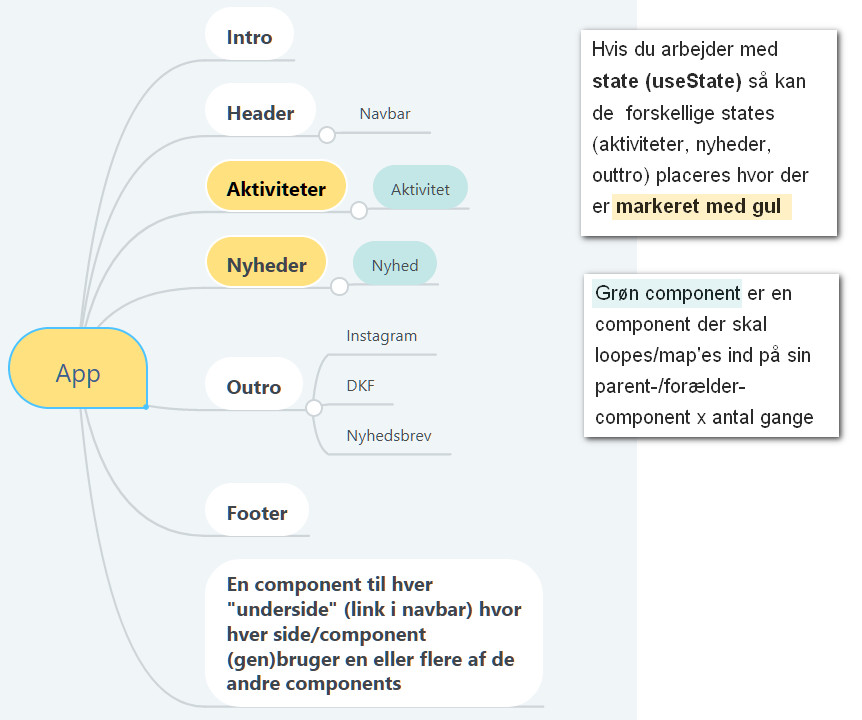 Intro
Header
Navbar
Aktiviteter
Aktivitet
Nyheder
Nyhed
App
Outro
Instagram
DKF
Nyhedsbrev
Footer
En component til hver
"underside" (link i navbar) hvor
hver side/component
(gen)bruger en eller flere af de
andre components
Hvis du arbejder med
state (useState) så kan
de forskellige states
(aktiviteter, nyheder,
outtro) placeres hvor der
er markeret med gul
Grøn component er en
component der skal
loopes/map'es ind på sin
parent-/forælder-
component x antal gange